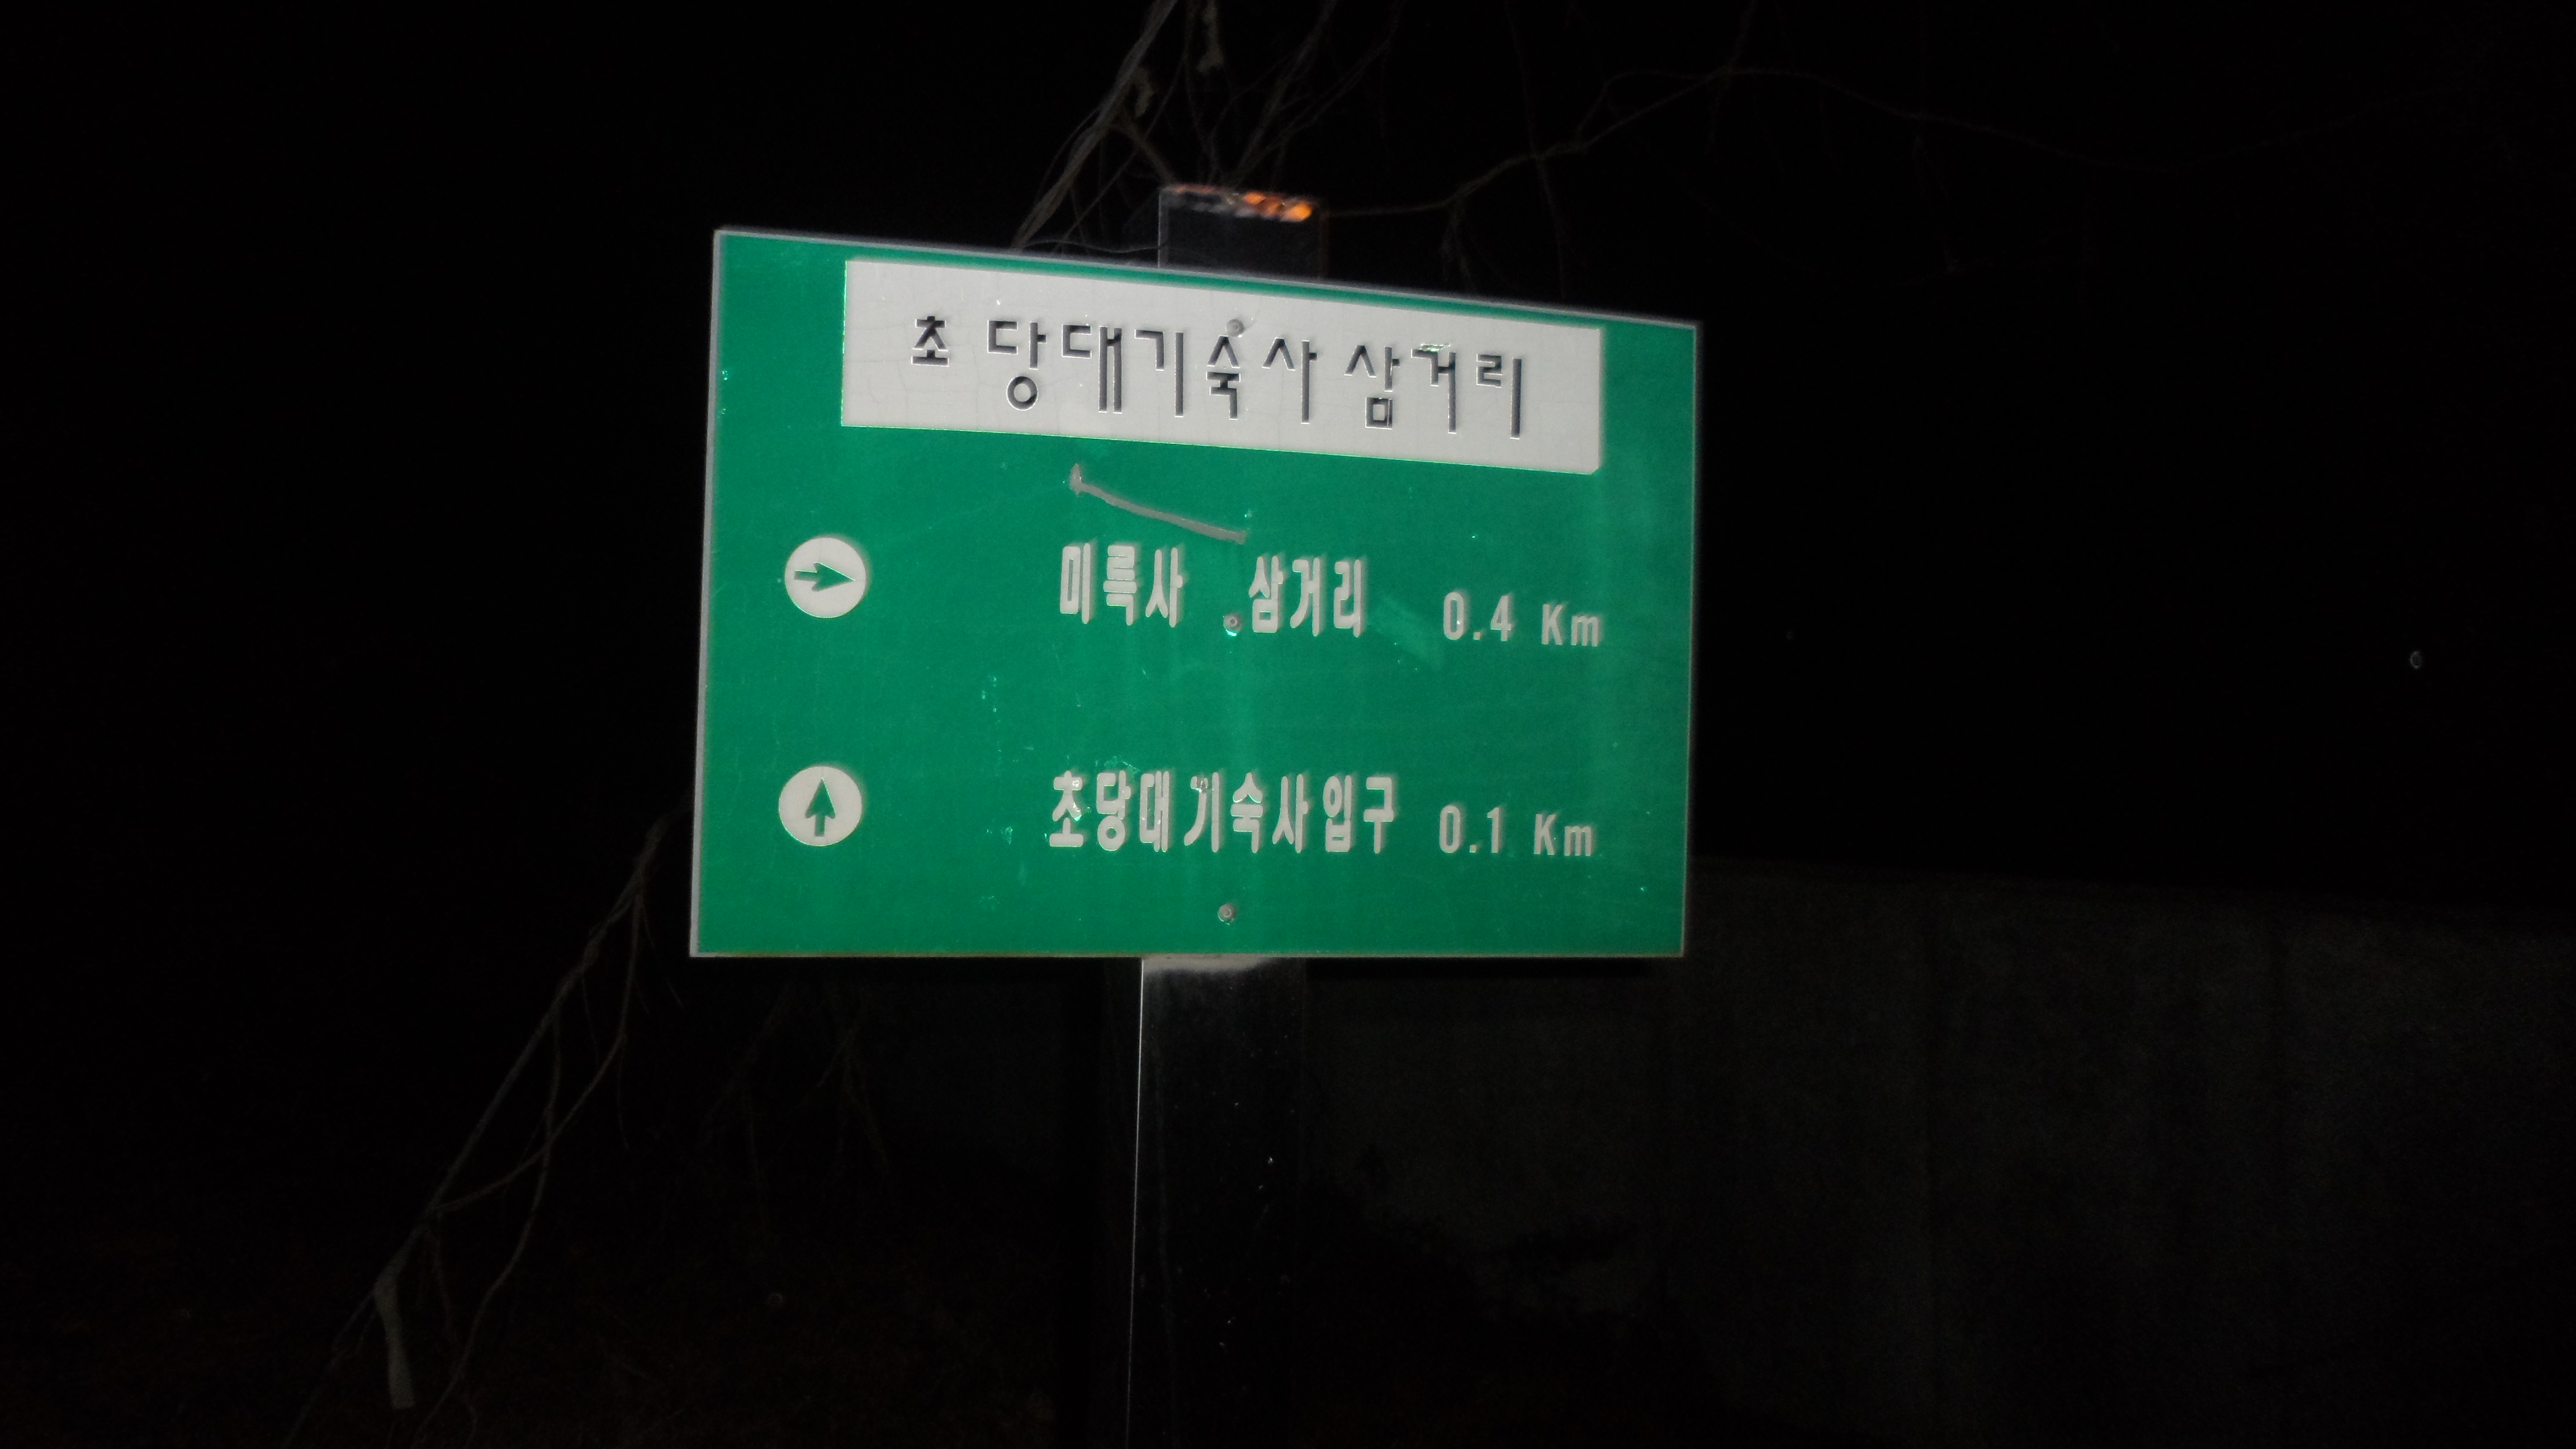 초당대기숙사 삼거리
미륵사 삼거리 0.4 Km
초당대기숙사입구 0.1 Km